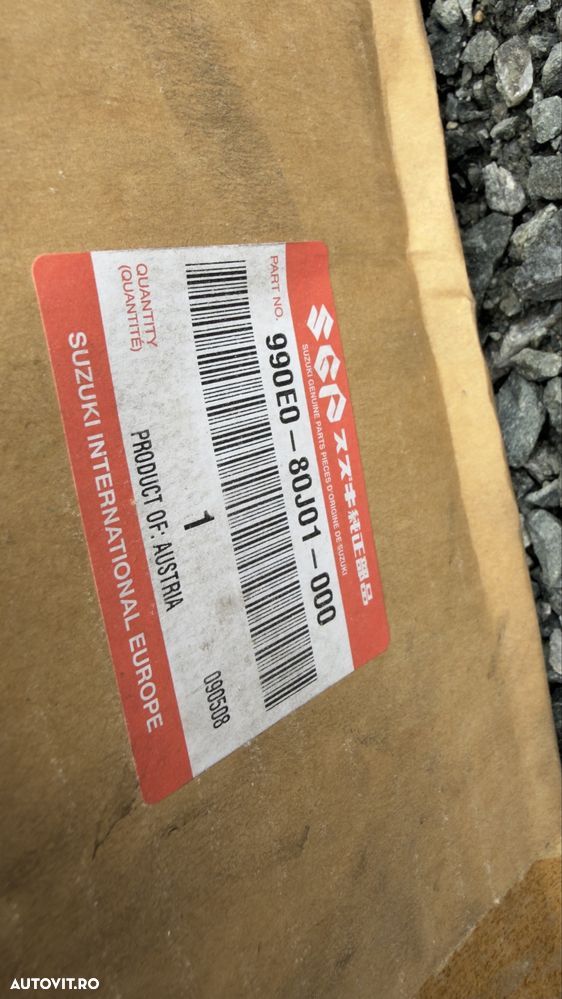 SGP スズキ純正部品
SUZUKI GENUINE PARTS PIECES D'ORIGINE DE SUZUKI
PART NO.
990E0-80J01-000
QUANTITY
(QUANTITÉ)
1
PRODUCT OF: AUSTRIA
090508
SUZUKI INTERNATIONAL EUROPE
AUTOVIT.RO